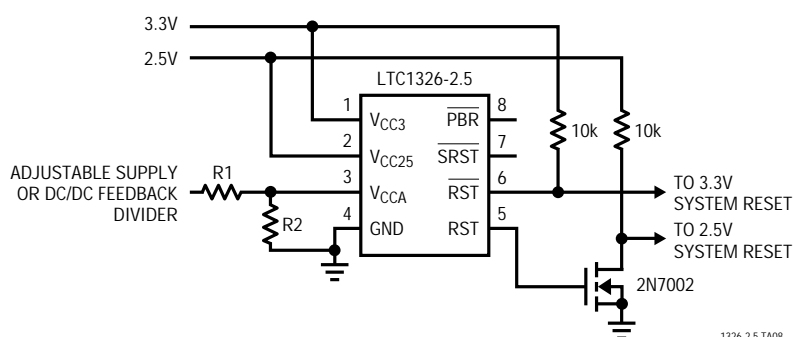 3.3V
2.5V
LTC1326-2.5
1
VCC3
PBR
8
2
VCC25
SRST
7
3
VCCA
RST
6
4
GND
RST
5
ADJUSTABLE SUPPLY
OR DC/DC FEEDBACK
DIVIDER
R1
R2
10k
10k
TO 3.3V
SYSTEM RESET
TO 2.5V
SYSTEM RESET
2N7002
1326-2.5 TA08